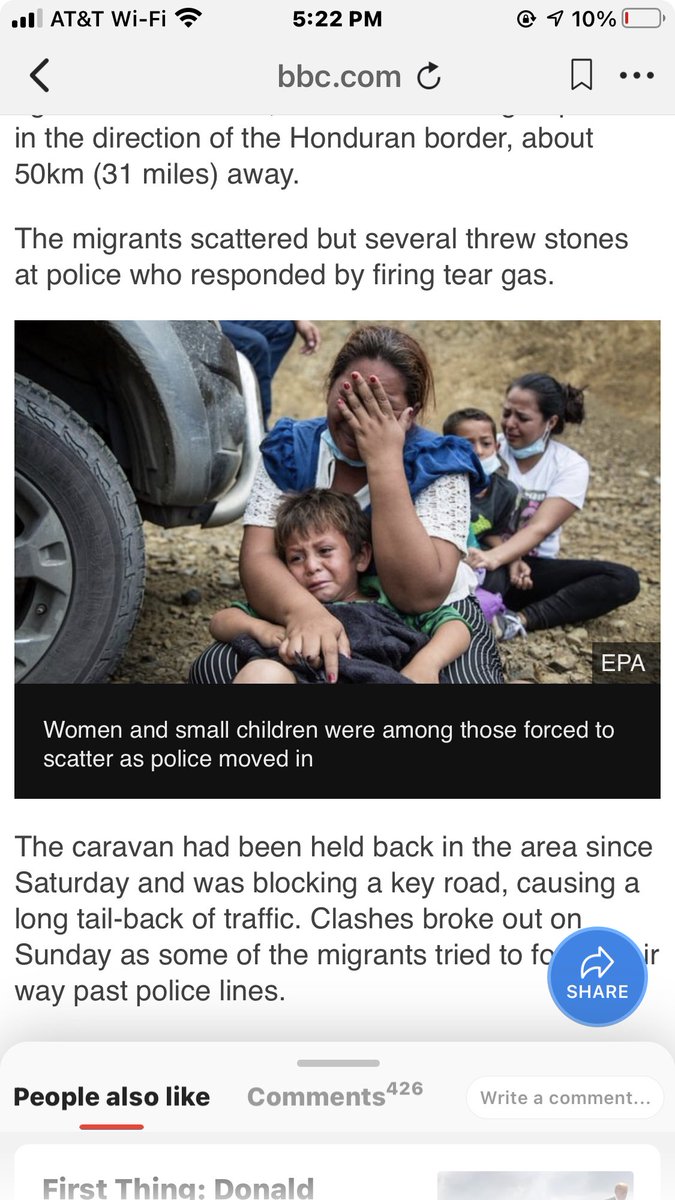 AT&T Wi-Fi 5:22 PM 10%
bbc.com
in the direction of the Honduran border, about
50km (31 miles) away.
The migrants scattered but several threw stones
at police who responded by firing tear gas.
EPA
Women and small children were among those forced to
scatter as police moved in
The caravan had been held back in the area since
Saturday and was blocking a key road, causing a
long tail-back of traffic. Clashes broke out on
Sunday as some of the migrants tried to
way past police lines.
SHARE
People also like Comments 426 Write a comment...
First Thing: Donald